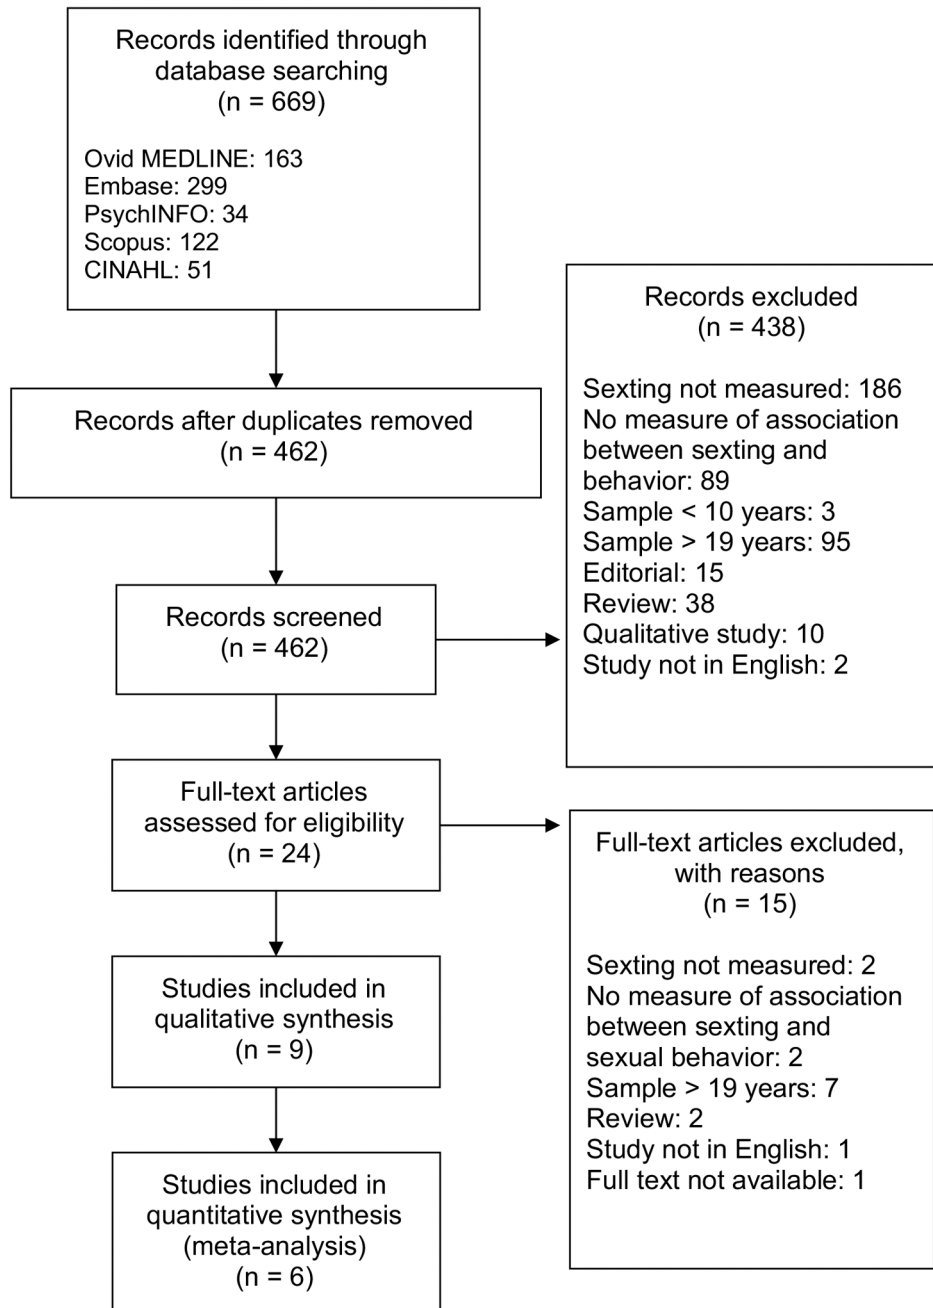 Records identified through
database searching
(n = 669)
Ovid MEDLINE: 163
Embase: 299
PsychINFO: 34
Scopus: 122
CINAHL: 51
Records after duplicates removed
(n = 462)
Records screened
(n = 462)
Records excluded
(n = 438)
Sexting not measured: 186
No measure of association
between sexting and
behavior: 89
Sample < 10 years: 3
Sample > 19 years: 95
Editorial: 15
Review: 38
Qualitative study: 10
Study not in English: 2
Full-text articles
assessed for eligibility
(n = 24)
Full-text articles excluded,
with reasons
(n = 15)
Sexting not measured: 2
No measure of association
between sexting and
sexual behavior: 2
Sample > 19 years: 7
Review: 2
Study not in English: 1
Full text not available: 1
Studies included in
qualitative synthesis
(n = 9)
Studies included in
quantitative synthesis
(meta-analysis)
(n = 6)